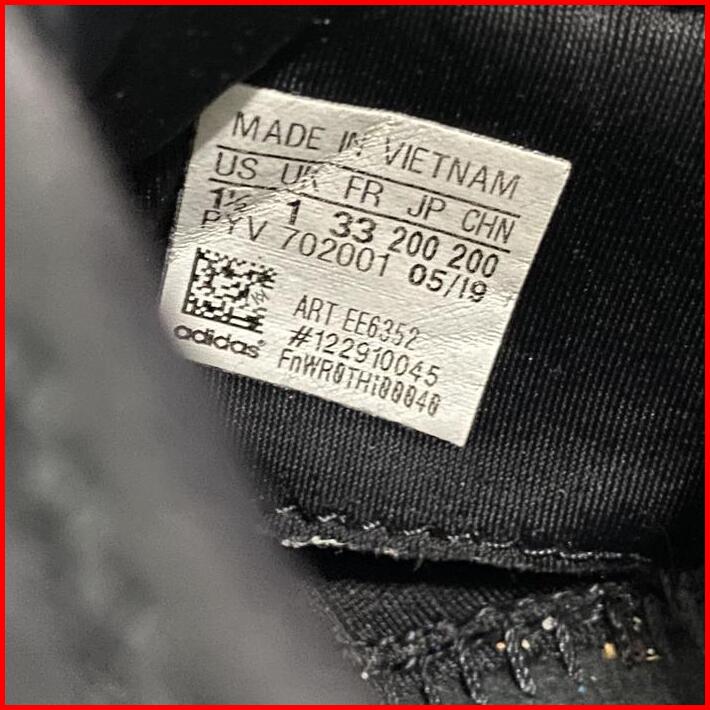 MADE IN VIETNAM
US UK FR JP CHN
1½ 1 33 200 200
PYV 702001 05/19
ART EE6352
#122910045
adidas®
FnWR0THi00040